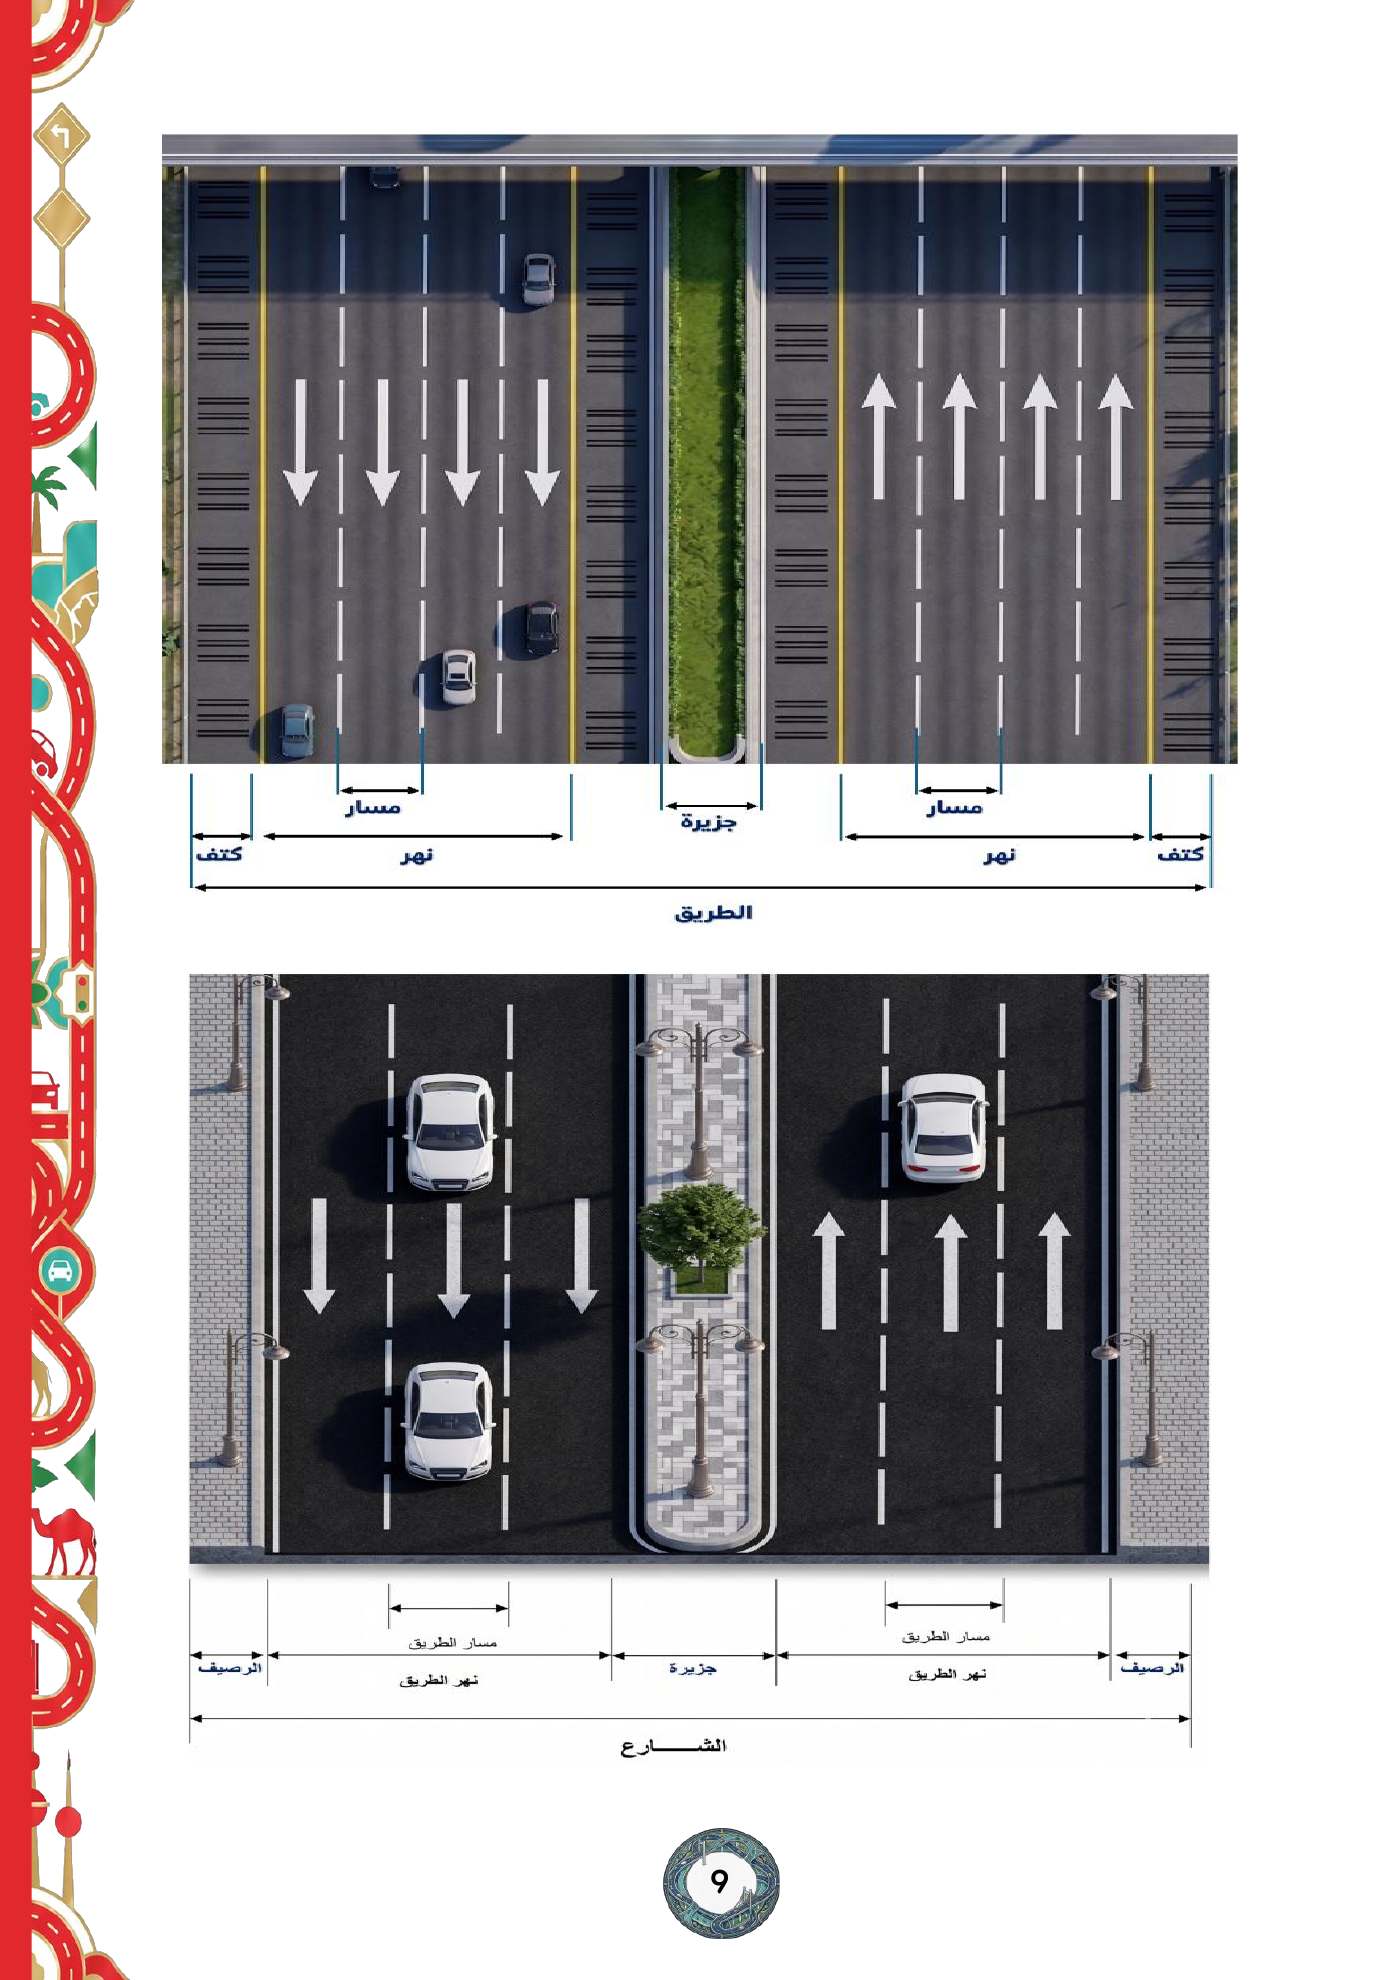 مسار
جزيرة
مسار
كتف
نهر
نهر
كتف
الطريق
مسار الطريق
مسار الطريق
الرصيف
جزيرة
الرصيف
نهر الطريق
نهر الطريق
الشـــارع
9